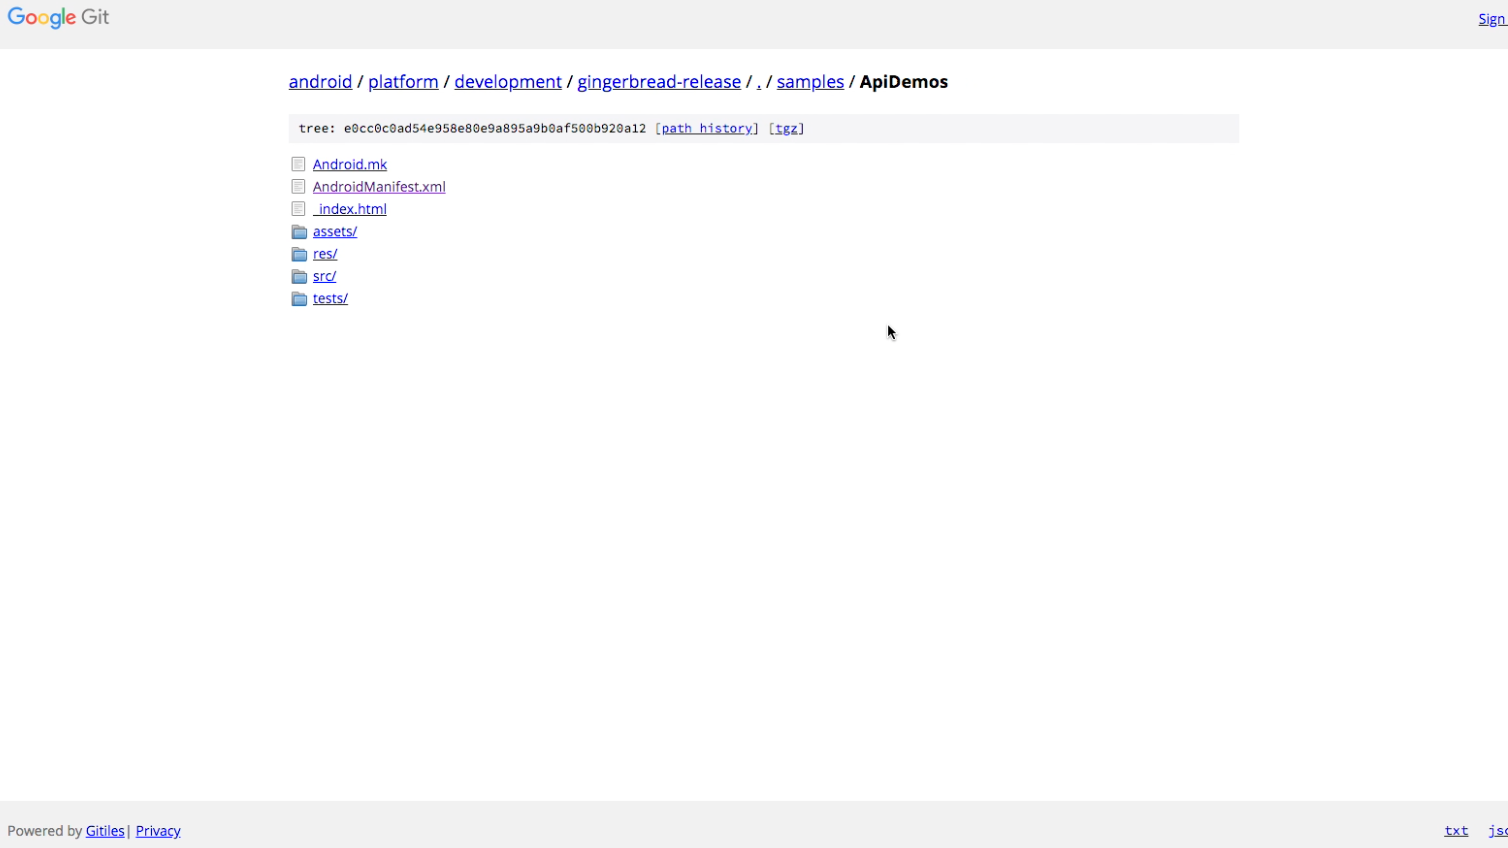 Google Git
Sign
android / platform / development / gingerbread-release / . / samples / ApiDemos
tree: e0cc0c0ad54e958e80e9a895a9b0af500b920a12 [path history] [tgz]
Android.mk
AndroidManifest.xml
_index.html
assets/
res/
src/
tests/
Powered by Gitiles| Privacy
txt